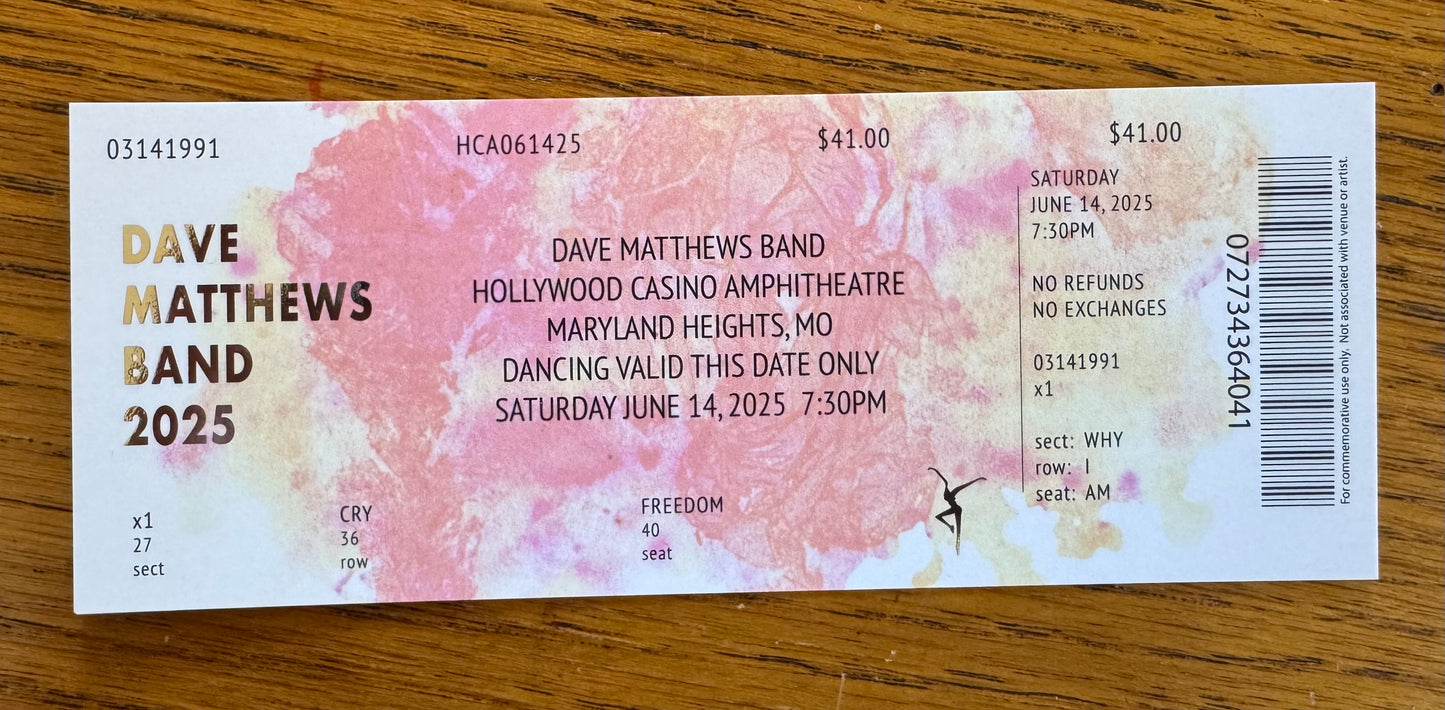 03141991
HCA061425
$41.00
$41.00
DAVE
MATTHEWS
BAND
2025
DAVE MATTHEWS BAND
HOLLYWOOD CASINO AMPHITHEATRE
MARYLAND HEIGHTS, MO
DANCING VALID THIS DATE ONLY
SATURDAY JUNE 14, 2025 7:30PM
x1
27
sect
CRY
36
row
FREEDOM
40
seat
SATURDAY
JUNE 14, 2025
7:30PM
NO REFUNDS
NO EXCHANGES
03141991
x1
sect: WHY
row: I
seat: AM
072734364041
For commemorative use only. Not associated with venue or artist.